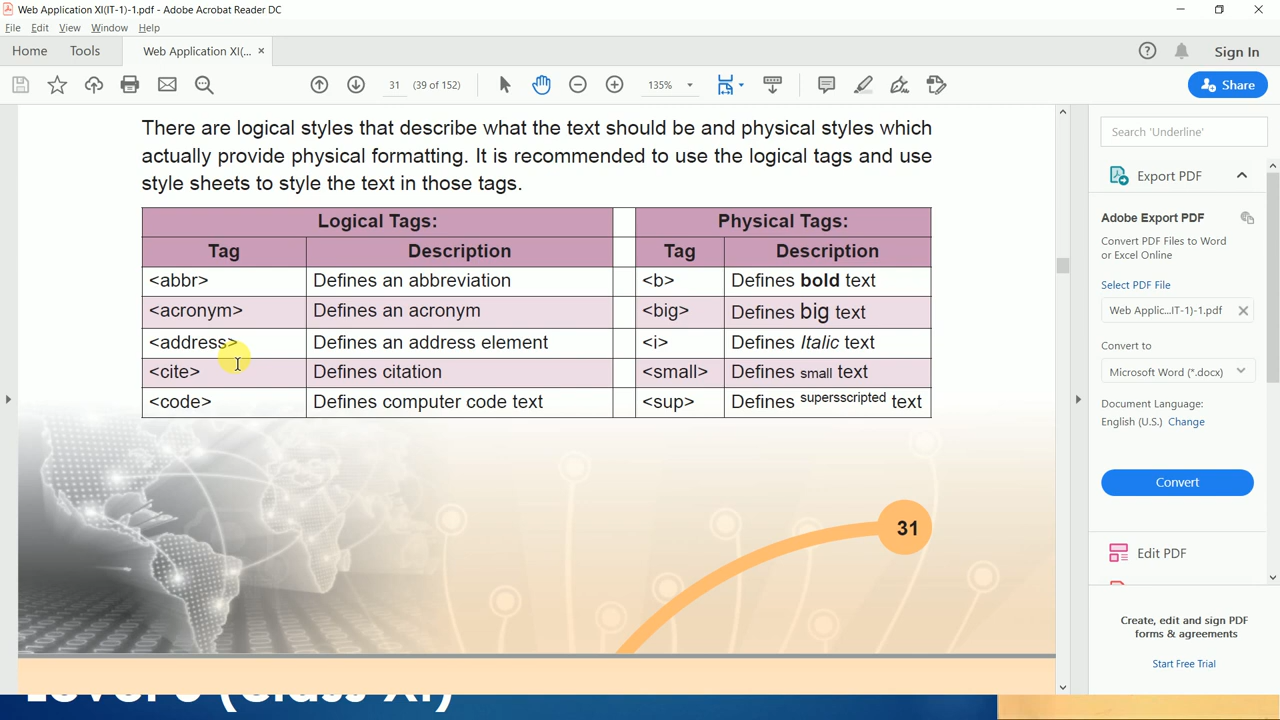 Web Application XI(IT-1)-1.pdf - Adobe Acrobat Reader DC
File Edit View Window Help
Home Tools Web Application XI(... × Sign In
31 (39 of 152) 135% Share
There are logical styles that describe what the text should be and physical styles which
actually provide physical formatting. It is recommended to use the logical tags and use
style sheets to style the text in those tags.
Logical Tags: Physical Tags:
Tag Description Tag Description
<abbr> Defines an abbreviation <b> Defines bold text
<acronym> Defines an acronym <big> Defines big text
<address> Defines an address element <i> Defines Italic text
<cite> Defines citation <small> Defines small text
<code> Defines computer code text <sup> Defines supersscripted text
31
Search 'Underline'
Export PDF
Adobe Export PDF
Convert PDF Files to Word
or Excel Online
Select PDF File
Web Applic...IT-1)-1.pdf
Convert to
Microsoft Word (*.docx)
Document Language:
English (U.S.) Change
Convert
Edit PDF
Create, edit and sign PDF
forms & agreements
Start Free Trial
(Class XI)